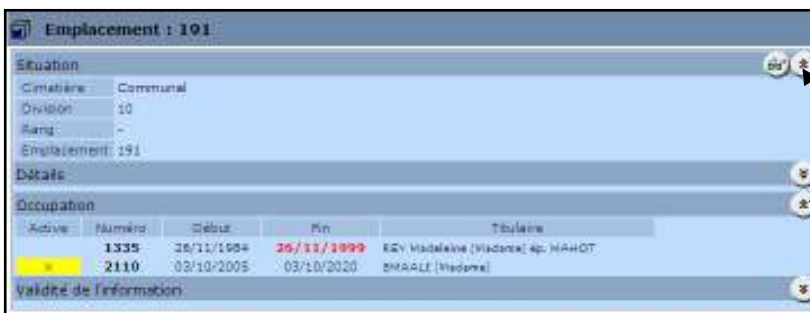 Emplacement : 191
Situation
Cimetière Communal
Division 10
Rang -
Emplacement 191
Détails
Occupation
Active Numéro Début Fin Titulaire
1335 26/11/1984 26/11/1999 REY Madeleine [Madame] ép. MAHOT
x 2110 03/10/2005 03/10/2020 [Madame]
Validité de l'information